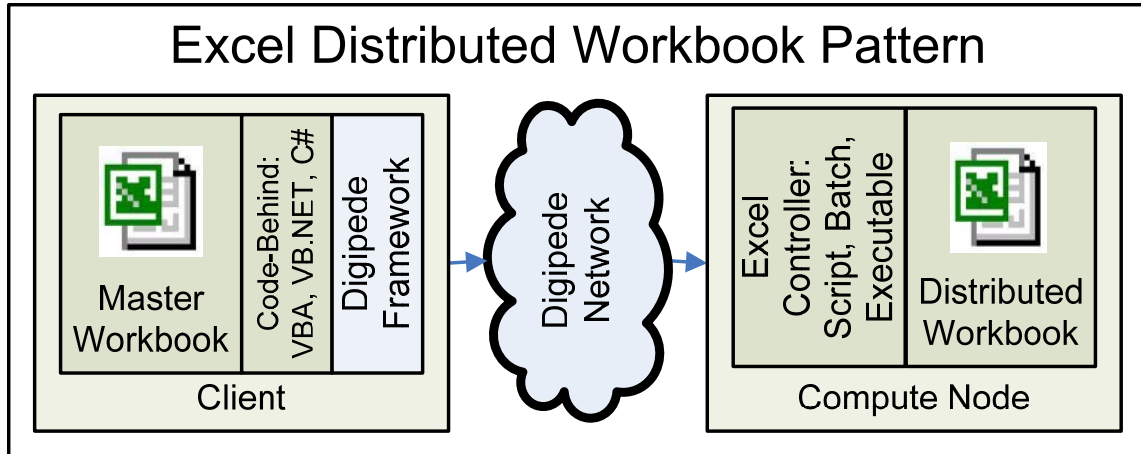 Excel Distributed Workbook Pattern
Master
Workbook
Code-Behind:
VBA, VB.NET, C#
Digipede
Framework
Client
Digipede
Network
Excel
Controller:
Script, Batch,
Executable
Distributed
Workbook
Compute Node